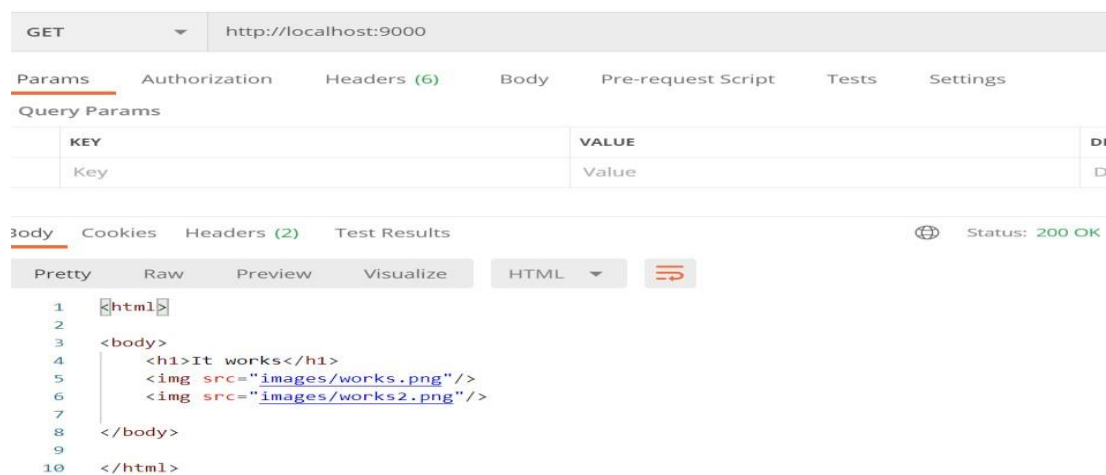 GET http://localhost:9000
Params Authorization Headers (6) Body Pre-request Script Tests Settings
Query Params
KEY VALUE
Key Value
Body Cookies Headers (2) Test Results Status: 200 OK
Pretty Raw Preview Visualize HTML
1 <html>
2
3 <body>
4 <h1>It works</h1>
5 <img src="images/works.png"/>
6 <img src="images/works2.png"/>
7
8 </body>
9
10 </html>